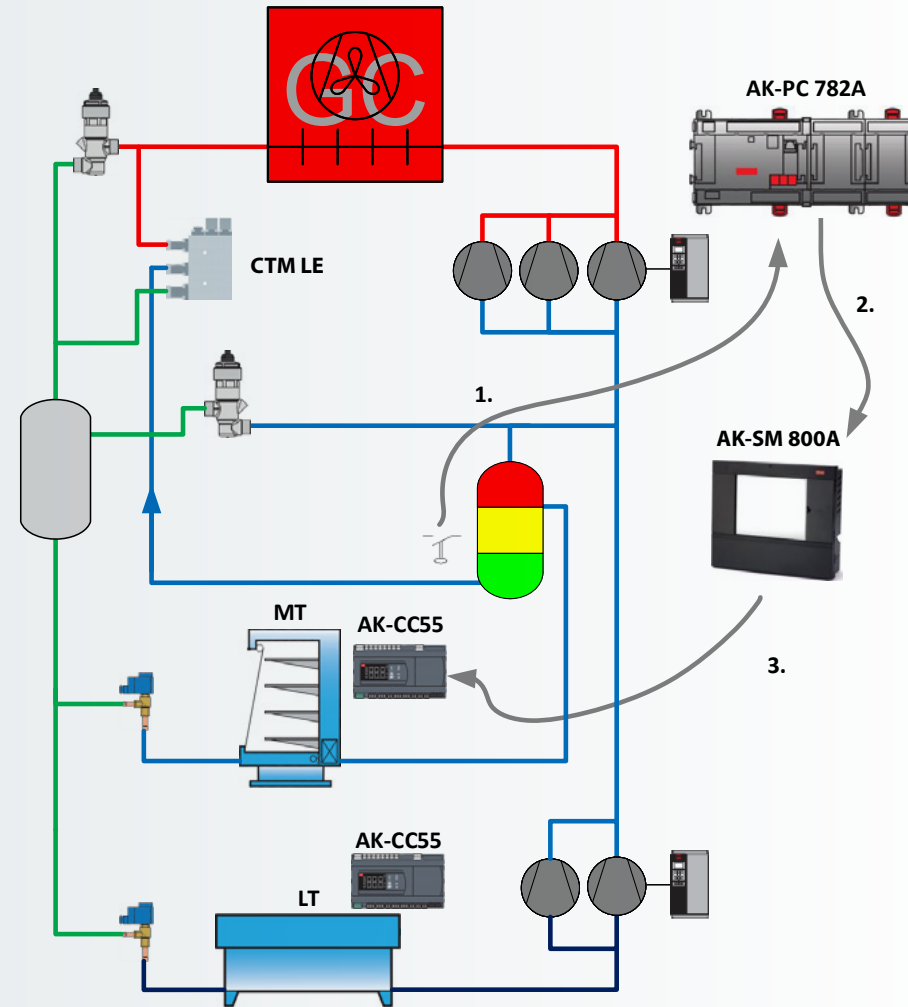 GC
AK-PC 782A
CTM LE
2.
1.
AK-SM 800A
MT
AK-CC55
3.
AK-CC55
LT